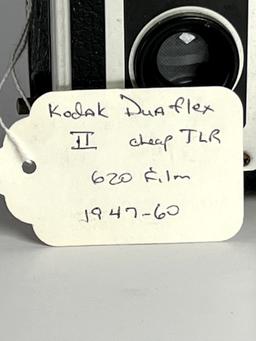 Kodak Duaflex
II cheap TLR
620 film
1947-60